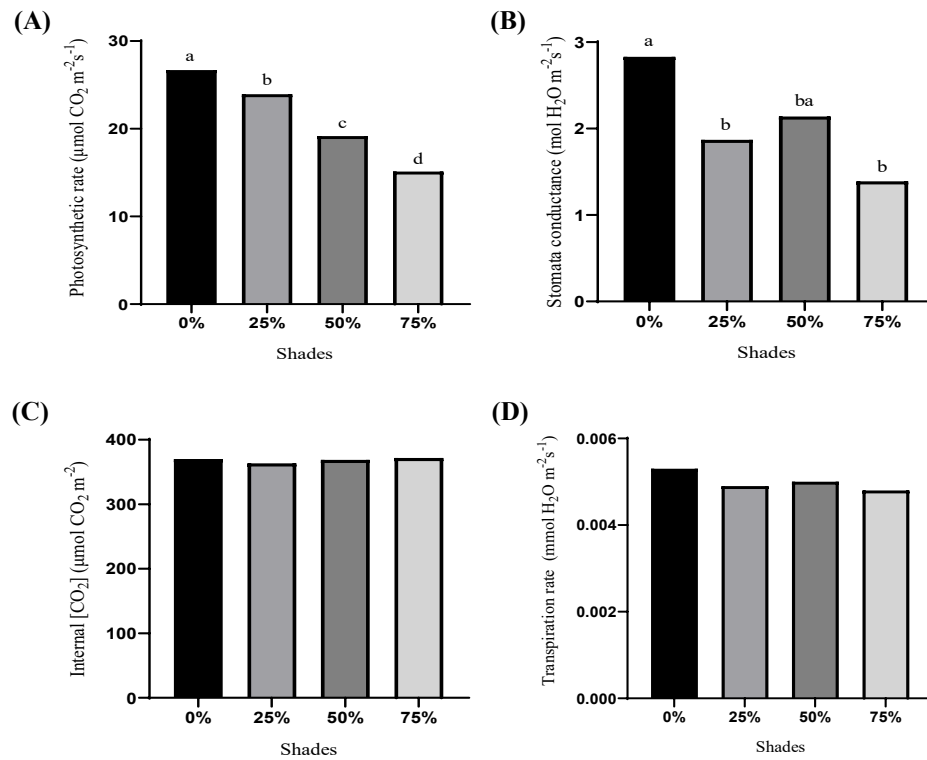 (A)
Photosynthetic rate (µmol CO₂ m⁻²s⁻¹)
30
20
10
0
a
b
c
d
0% 25% 50% 75%
Shades
(B)
Stomata conductance (mol H₂O m⁻²s⁻¹)
3
2
1
0
a
b
ba
b
0% 25% 50% 75%
Shades
(C)
Internal [CO₂] (µmol CO₂ m⁻²)
400
300
200
100
0
0% 25% 50% 75%
Shades
(D)
Transpiration rate (mmol H₂O m⁻²s⁻¹)
0.006
0.004
0.002
0.000
0% 25% 50% 75%
Shades